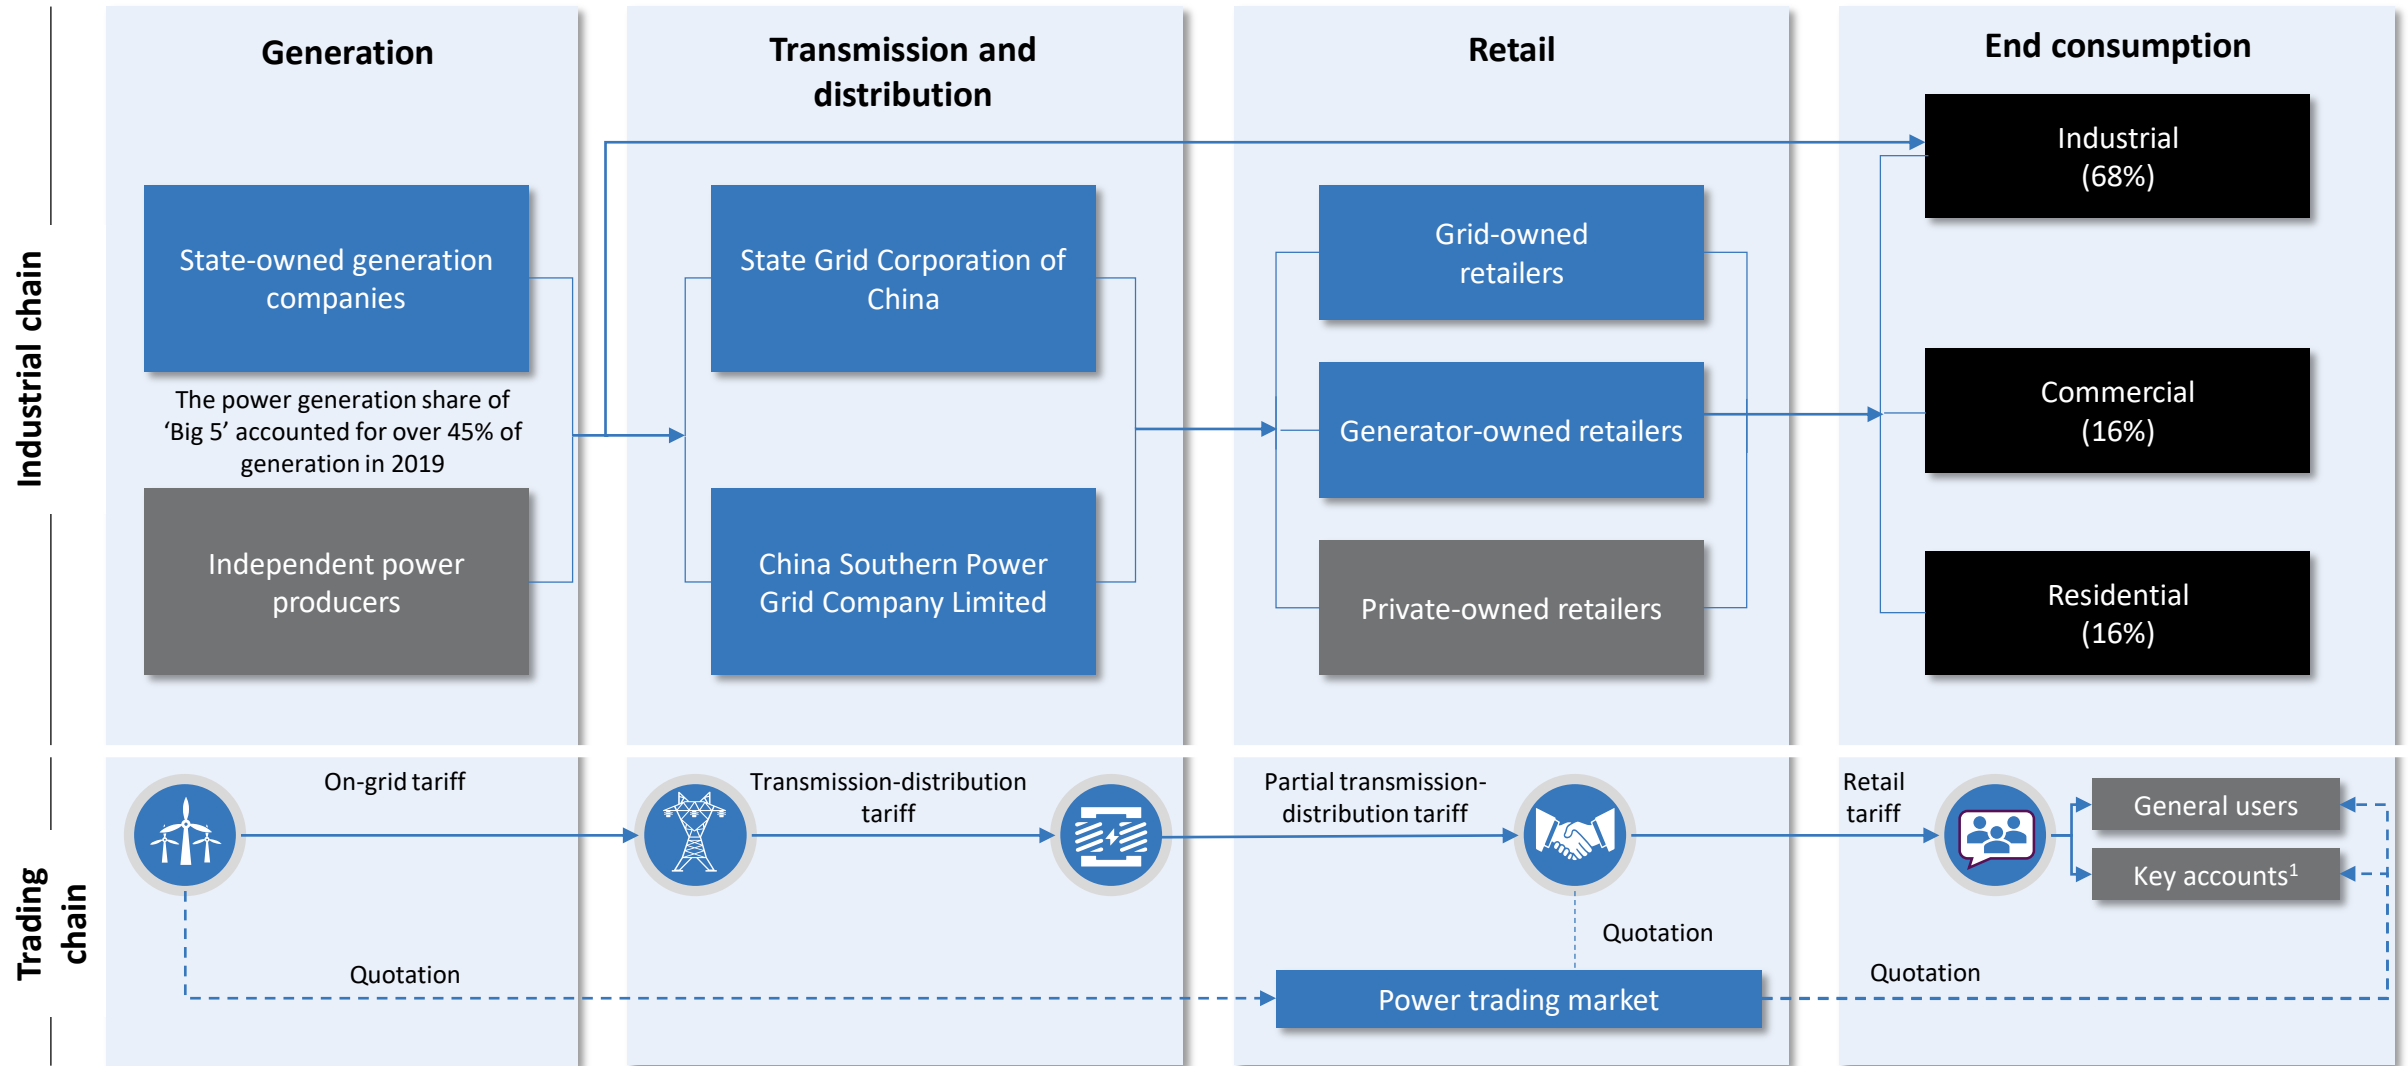 Generation
Transmission and
distribution
Retail
End consumption
Industrial chain
State-owned generation
companies
The power generation share of
‘Big 5’ accounted for over 45% of
generation in 2019
Independent power
producers
State Grid Corporation of
China
China Southern Power
Grid Company Limited
Grid-owned
retailers
Generator-owned retailers
Private-owned retailers
Industrial
(68%)
Commercial
(16%)
Residential
(16%)
Trading
chain
On-grid tariff
Transmission-distribution
tariff
Partial transmission-
distribution tariff
Retail
tariff
General users
Key accounts¹
Quotation
Quotation
Power trading market
Quotation